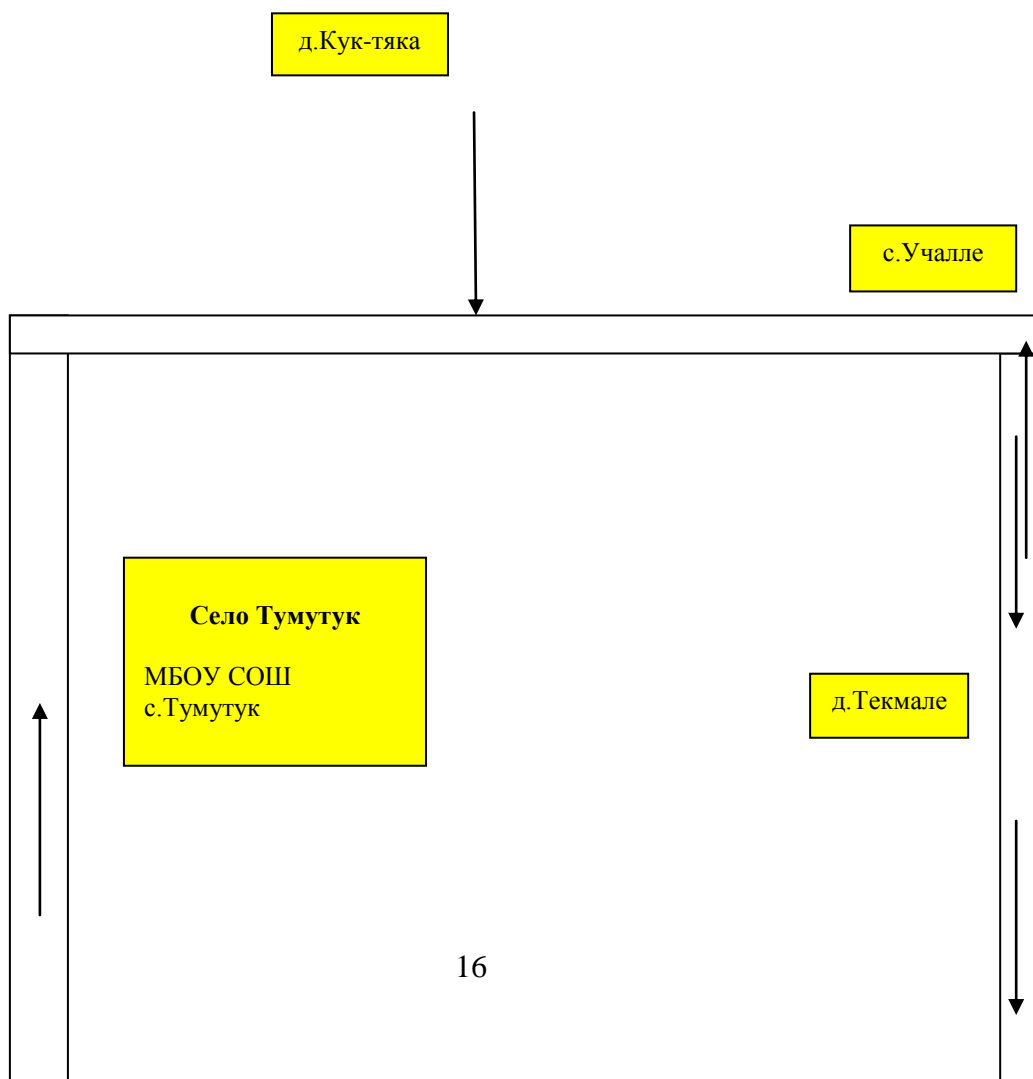 д.Кук-тяка
с.Учалле
Село Тумутук
МБОУ СОШ
с.Тумутук
д.Текмале
16